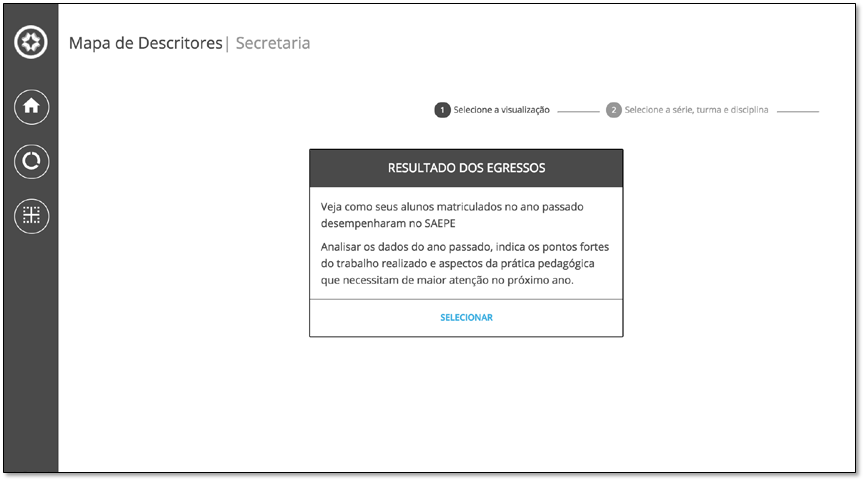 Mapa de Descritores| Secretaria
1 Selecione a visualização
2 Selecione a série, turma e disciplina
RESULTADO DOS EGRESSOS
Veja como seus alunos matriculados no ano passado
desempenharam no SAEPE
Analisar os dados do ano passado, indica os pontos fortes
do trabalho realizado e aspectos da prática pedagógica
que necessitam de maior atenção no próximo ano.
SELECIONAR